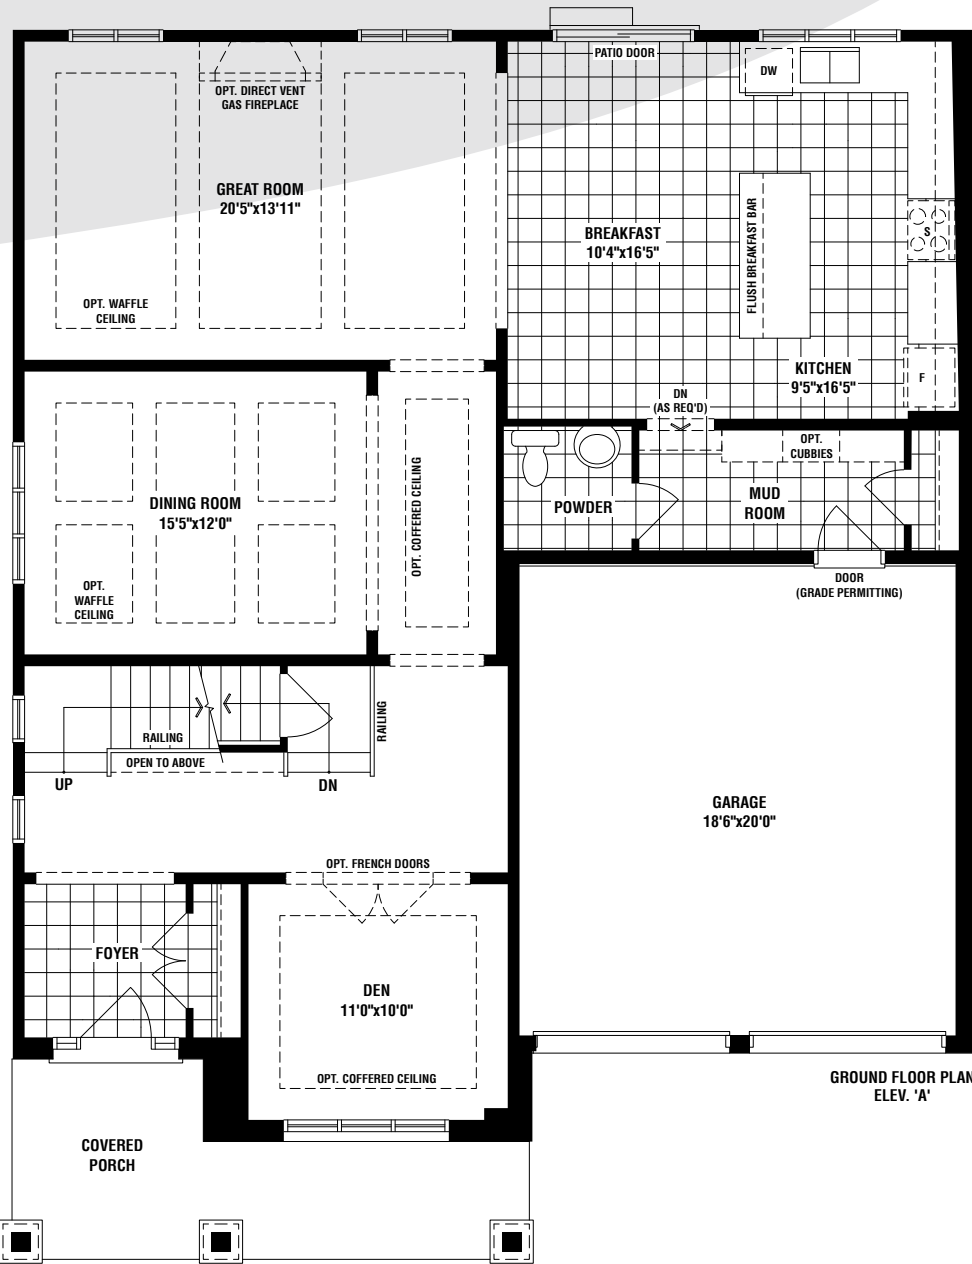 PATIO DOOR
DW
OPT. DIRECT VENT
GAS FIREPLACE
GREAT ROOM
20'5"x13'11"
FLUSH BREAKFAST BAR
S
BREAKFAST
10'4"x16'5"
OPT. WAFFLE
CEILING
KITCHEN
9'5"x16'5"
F
DN
(AS REQ'D)
OPT.
CUBBIES
OPT. COFFERED CEILING
DINING ROOM
15'5"x12'0"
POWDER
MUD
ROOM
OPT.
WAFFLE
CEILING
DOOR
(GRADE PERMITTING)
RAILING
RAILING
OPEN TO ABOVE
UP
DN
GARAGE
18'6"x20'0"
OPT. FRENCH DOORS
FOYER
DEN
11'0"x10'0"
OPT. COFFERED CEILING
GROUND FLOOR PLAN
ELEV. 'A'
COVERED
PORCH